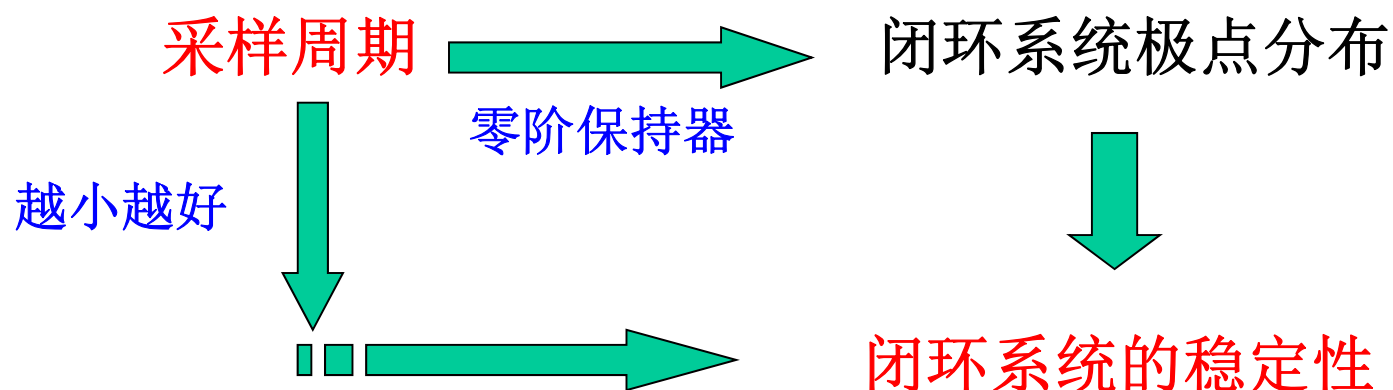 采样周期
闭环系统极点分布
零阶保持器
越小越好
闭环系统的稳定性